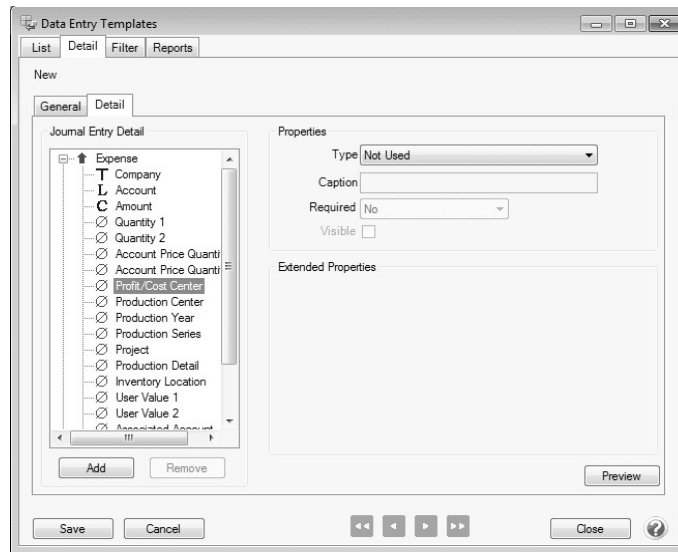 Data Entry Templates
List Detail Filter Reports
New
General Detail
Journal Entry Detail
Expense
T Company
L Account
C Amount
Quantity 1
Quantity 2
Account Price Quanti
Account Price Quanti
Profit/Cost Center
Production Center
Production Year
Production Series
Project
Production Detail
Inventory Location
User Value 1
User Value 2
Associated Account
Add Remove
Properties
Type Not Used
Caption
Required No
Visible
Extended Properties
Preview
Save Cancel Close ?